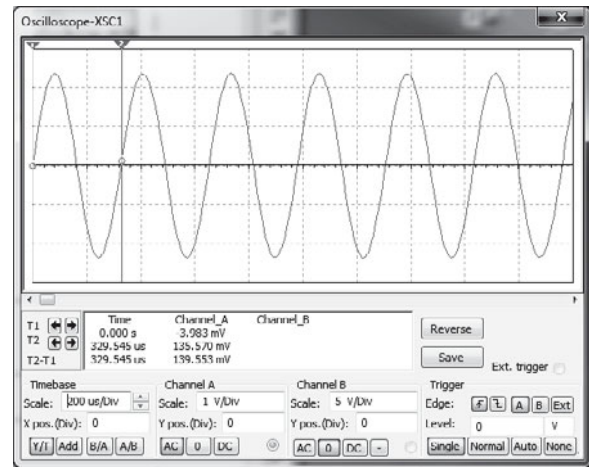 Oscilloscope-XSC1
x
1
2
T1
T2
T2-T1
Time Channel_A Channel_B
0.000 s -3.983 mV
329.545 us 135.570 mV
329.545 us 139.553 mV
Reverse
Save
Ext. trigger
Timebase
Scale: 200 us/Div
X pos.(Div): 0
Y/T Add B/A A/B
Channel A
Scale: 1 V/Div
Y pos.(Div): 0
AC 0 DC
Channel B
Scale: 5 V/Div
Y pos.(Div): 0
AC 0 DC -
Trigger
Edge: A B Ext
Level: 0 V
Single Normal Auto None